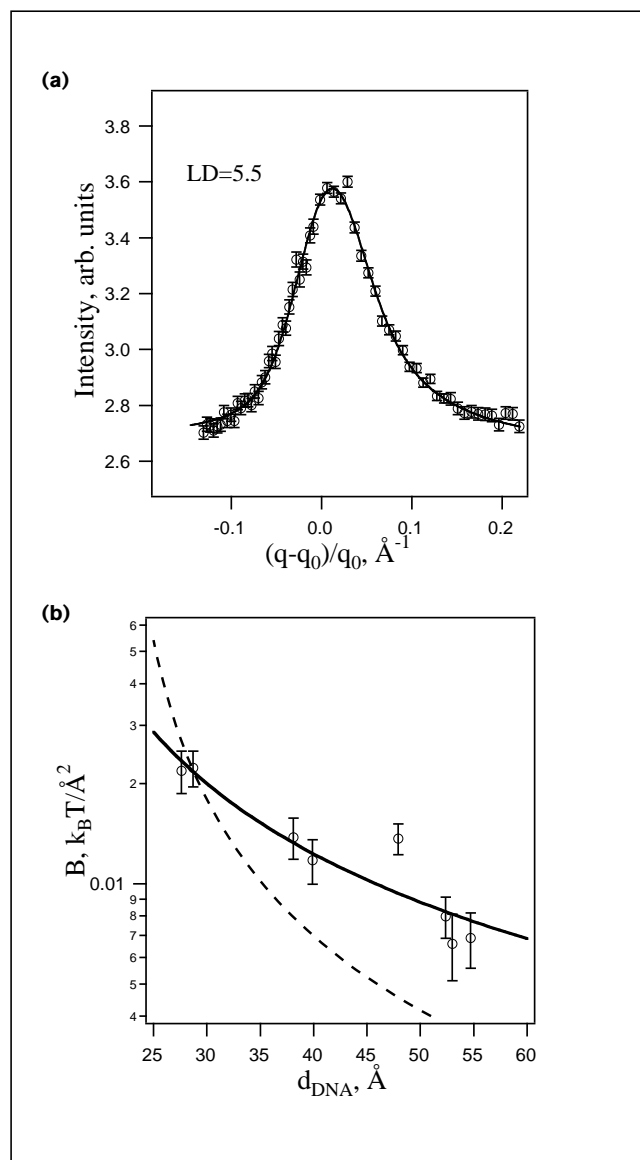 (a)
3.8
3.6
3.4
3.2
3.0
2.8
2.6
Intensity, arb. units
LD=5.5
-0.1 0.0 0.1 0.2
(q-q0)/q0, Å-1
(b)
6
5
4
3
2
0.01
9
8
7
6
5
4
B, kBT/Å2
25 30 35 40 45 50 55 60
dDNA, Å